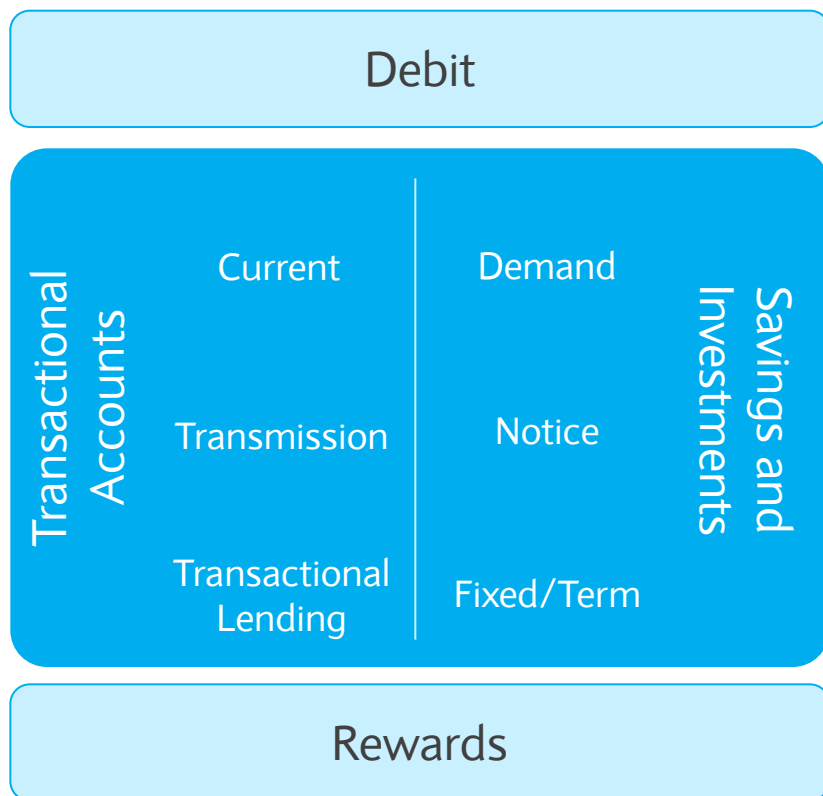 Debit
Transactional
Accounts
Current
Transmission
Transactional
Lending
Demand
Notice
Fixed/Term
Savings and
Investments
Rewards